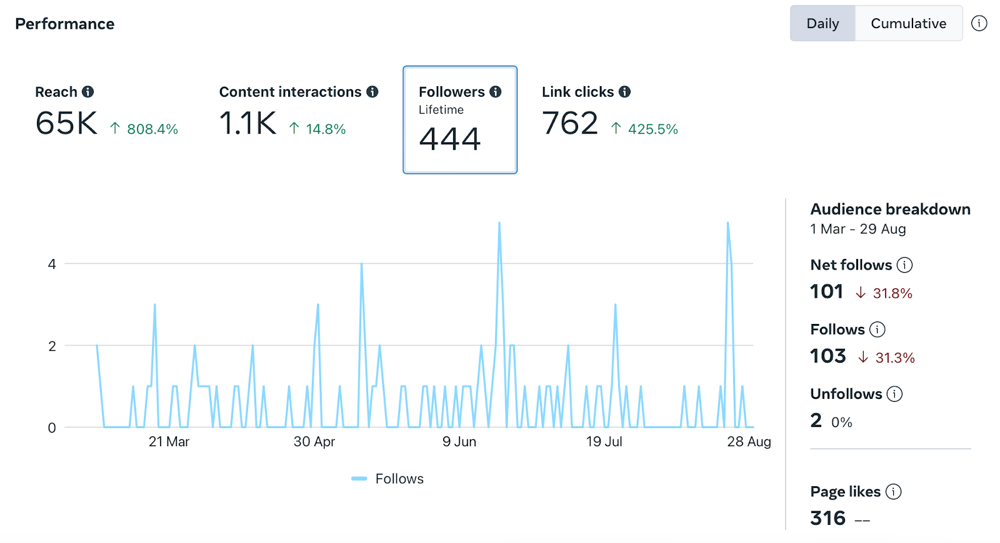 Performance
Daily
Cumulative
Reach
65K ↑ 808.4%
Content interactions
1.1K ↑ 14.8%
Followers
Lifetime
444
Link clicks
762 ↑ 425.5%
4
2
0
21 Mar
30 Apr
9 Jun
19 Jul
28 Aug
Follows
Audience breakdown
1 Mar - 29 Aug
Net follows
101 ↓ 31.8%
Follows
103 ↓ 31.3%
Unfollows
2 0%
Page likes
316 --